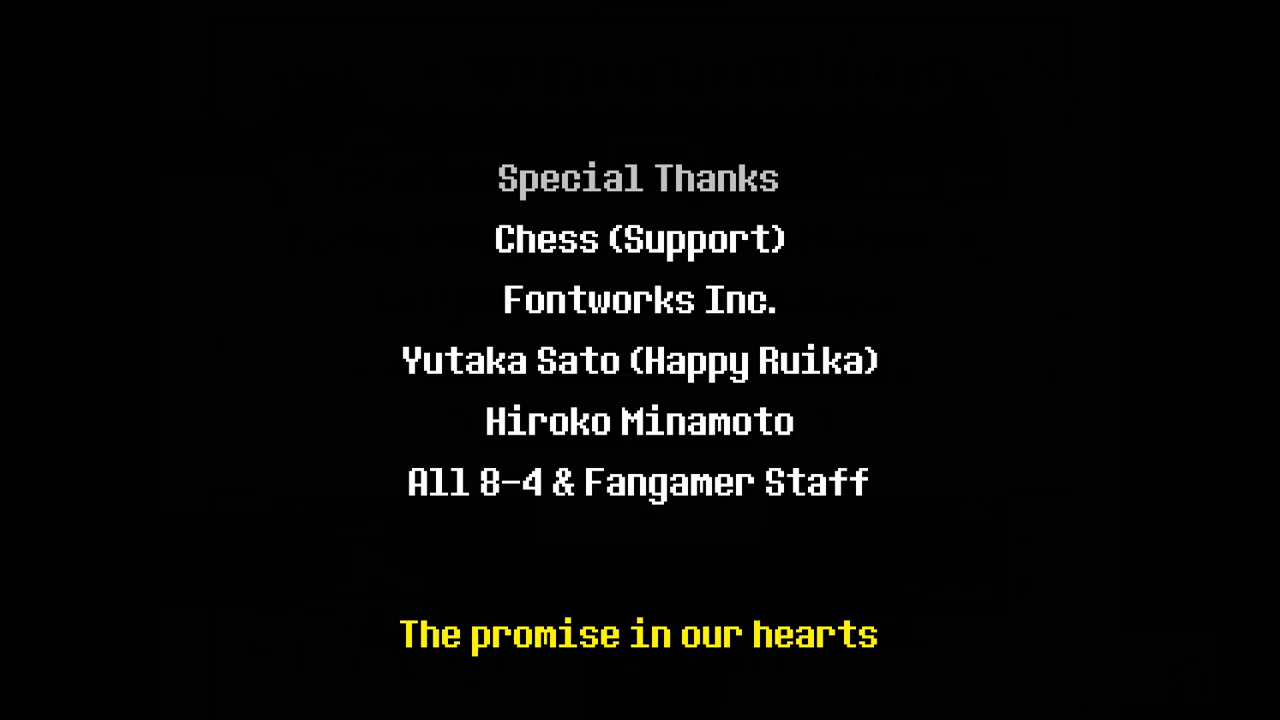 Special Thanks
Chess (Support)
Fontworks Inc.
Yutaka Sato (Happy Ruika)
Hiroko Minamoto
All 8-4 & Fangamer Staff
The promise in our hearts